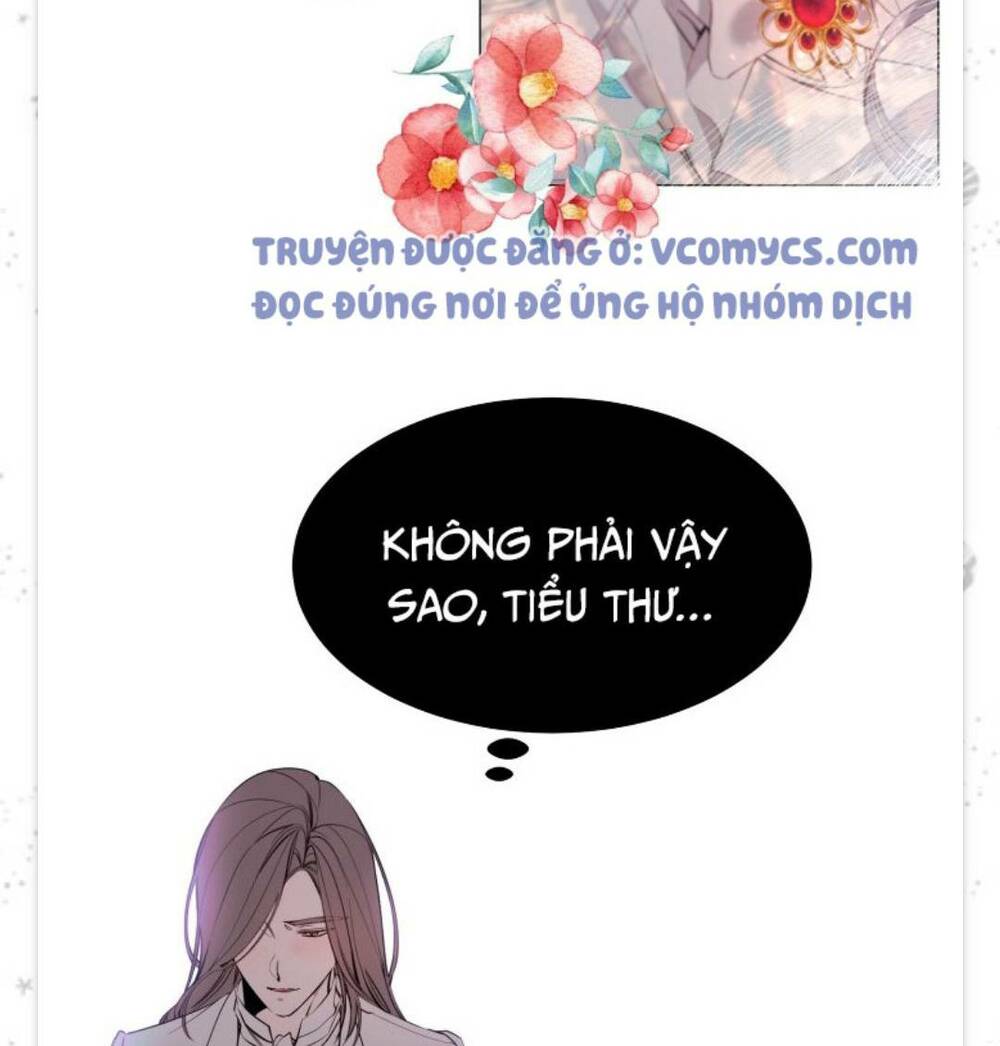 TRUYỆN ĐƯỢC ĐĂNG Ở: VCOMYCS.COM
ĐỌC ĐÚNG NƠI ĐỂ ỦNG HỘ NHÓM DỊCH
KHÔNG PHẢI VẬY
SAO, TIỂU THƯ...